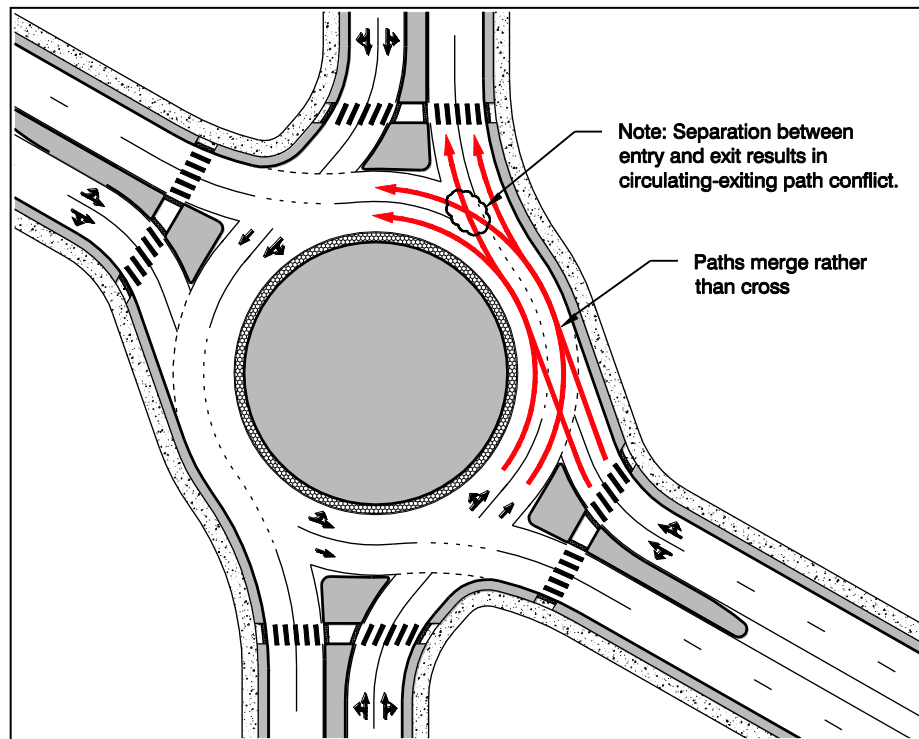 Note: Separation between
entry and exit results in
circulating-exiting path conflict.
Paths merge rather
than cross